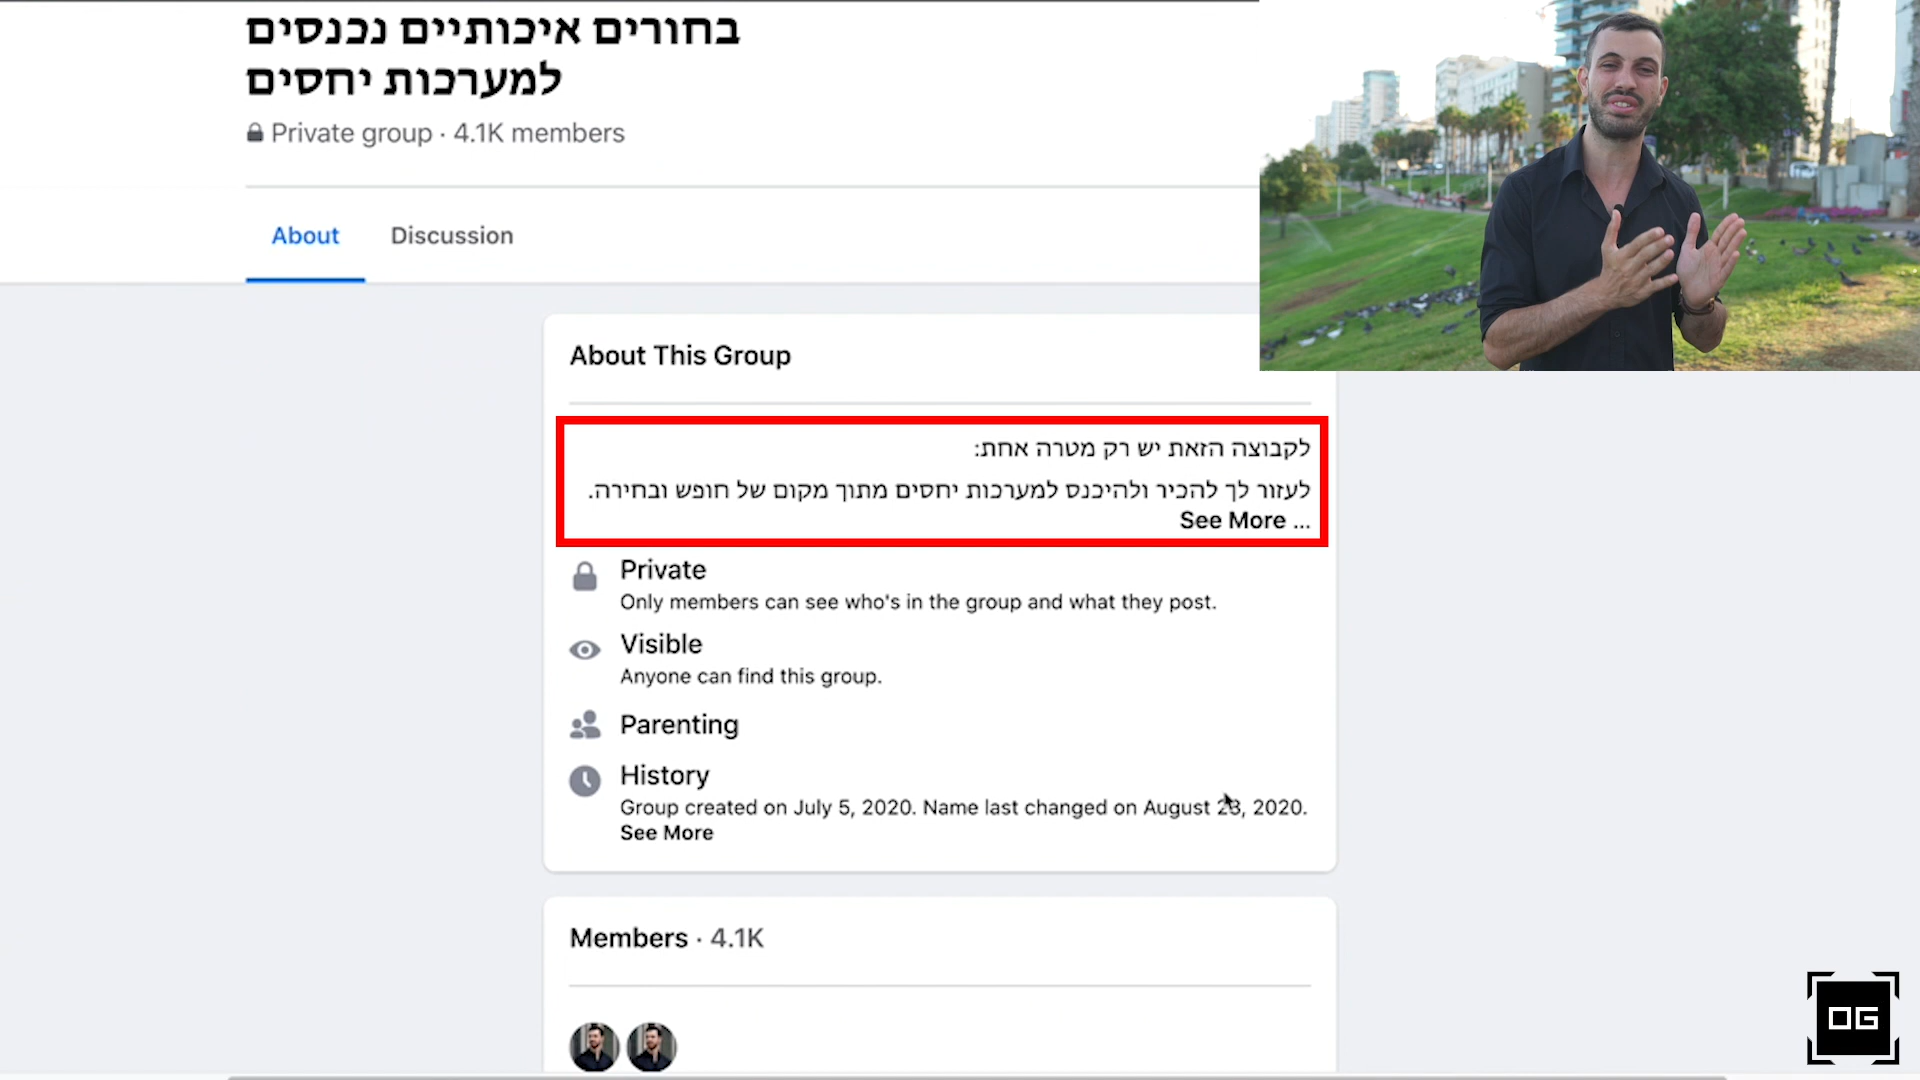 בחורים איכותיים נכנסים
למערכות יחסים
Private group · 4.1K members
About
Discussion
About This Group
לקבוצה הזאת יש רק מטרה אחת:
לעזור לך להכיר ולהיכנס למערכות יחסים מתוך מקום של חופש ובחירה.
... See More
Private
Only members can see who's in the group and what they post.
Visible
Anyone can find this group.
Parenting
History
Group created on July 5, 2020. Name last changed on August 23, 2020.
See More
Members · 4.1K
OG